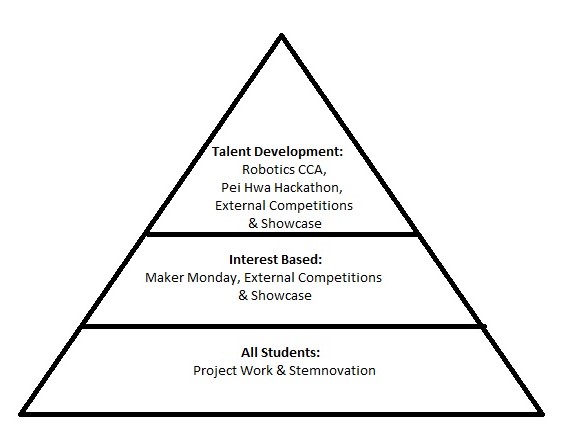 Talent Development:
Robotics CCA,
Pei Hwa Hackathon,
External Competitions
& Showcase
Interest Based:
Maker Monday, External Competitions
& Showcase
All Students:
Project Work & Stemnovation